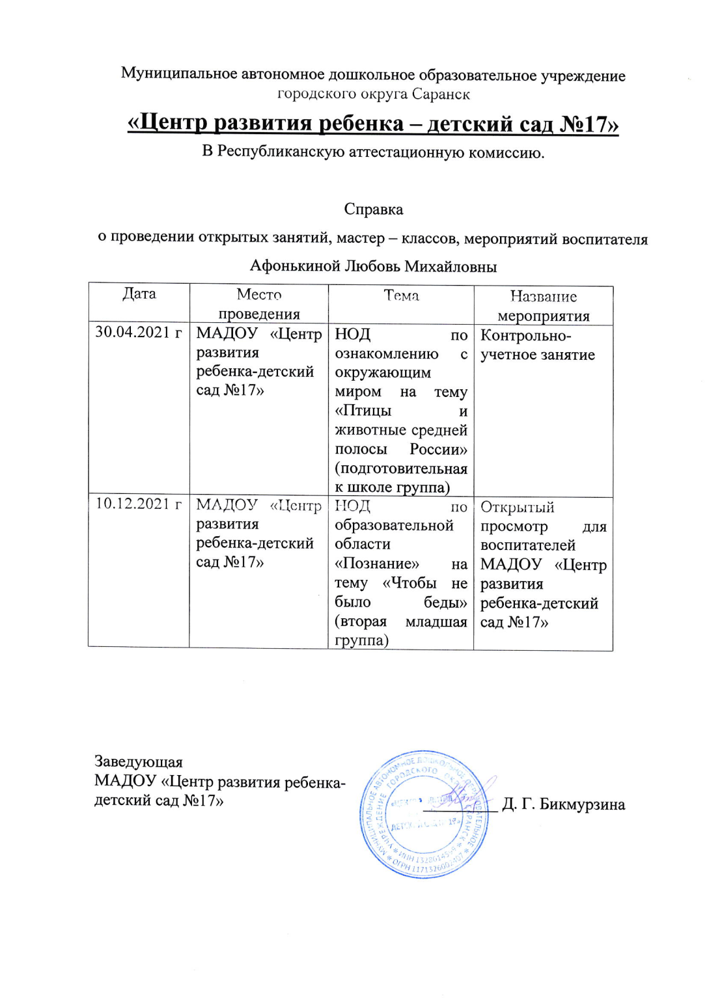 Муниципальное автономное дошкольное образовательное учреждение
городского округа Саранск
«Центр развития ребенка – детский сад №17»
В Республиканскую аттестационную комиссию.
Справка
о проведении открытых занятий, мастер – классов, мероприятий воспитателя
Афонькиной Любовь Михайловны
Дата
Место
проведения
Тема
Название
мероприятия
30.04.2021 г
МАДОУ «Центр
развития
ребенка-детский
сад №17»
НОД по
ознакомлению с
окружающим
миром на тему
«Птицы и
животные средней
полосы России»
(подготовительная
к школе группа)
Контрольно-
учетное занятие
10.12.2021 г
МАДОУ «Центр
развития
ребенка-детский
сад №17»
НОД по
образовательной
области
«Познание» на
тему «Чтобы не
было беды»
(вторая младшая
группа)
Открытый
просмотр для
воспитателей
МАДОУ «Центр
развития
ребенка-детский
сад №17»
Заведующая
МАДОУ «Центр развития ребенка-
детский сад №17»
Д. Г. Бикмурзина
МУНИЦИПАЛЬНОЕ АВТОНОМНОЕ ДОШКОЛЬНОЕ ОБРАЗОВАТЕЛЬНОЕ
УЧРЕЖДЕНИЕ ГОРОДСКОГО ОКРУГА САРАНСК
ОГРН 1171326002407
ИНН